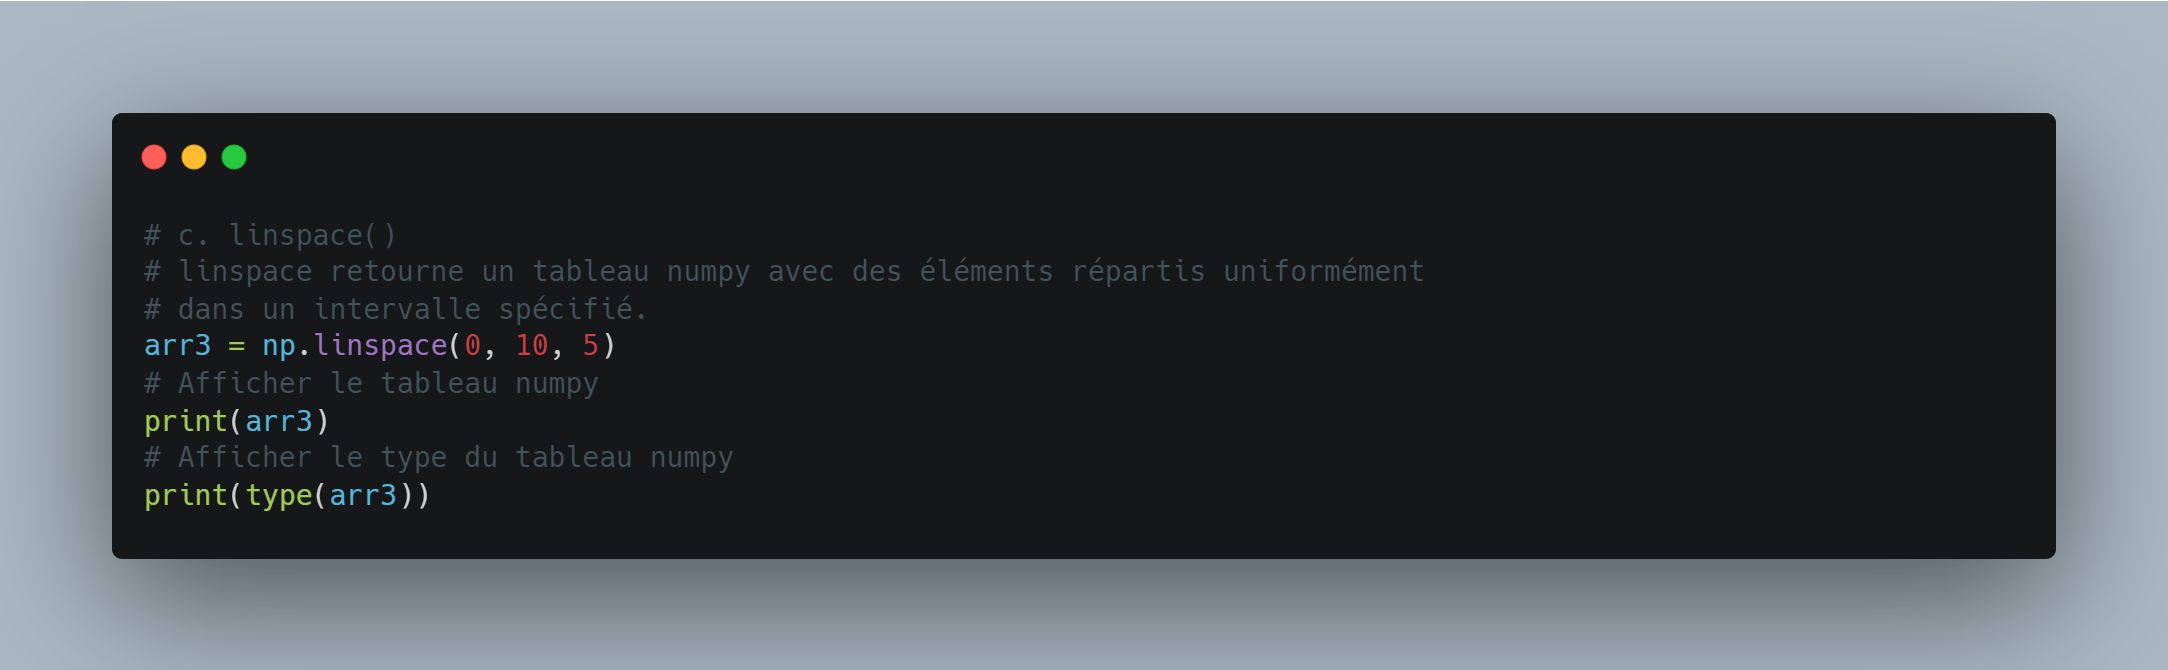 # c. linspace()
# linspace retourne un tableau numpy avec des éléments répartis uniformément
# dans un intervalle spécifié.
arr3 = np.linspace(0, 10, 5)
# Afficher le tableau numpy
print(arr3)
# Afficher le type du tableau numpy
print(type(arr3))